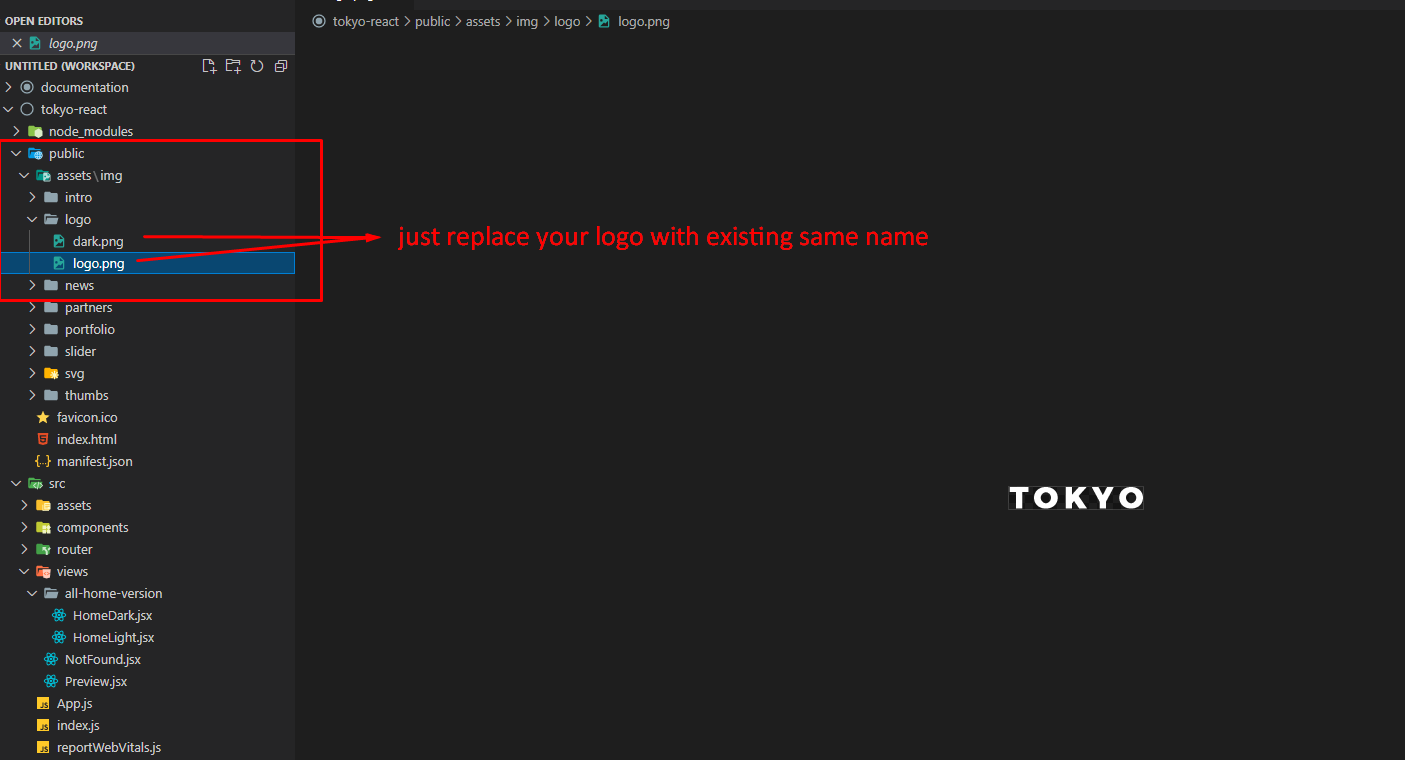 OPEN EDITORS
logo.png
UNTITLED (WORKSPACE)
documentation
tokyo-react
node_modules
public
assets\img
intro
logo
dark.png
logo.png
news
partners
portfolio
slider
svg
thumbs
favicon.ico
index.html
manifest.json
src
assets
components
router
views
all-home-version
HomeDark.jsx
HomeLight.jsx
NotFound.jsx
Preview.jsx
App.js
index.js
reportWebVitals.js
tokyo-react > public > assets > img > logo > logo.png
just replace your logo with existing same name
TOKYO